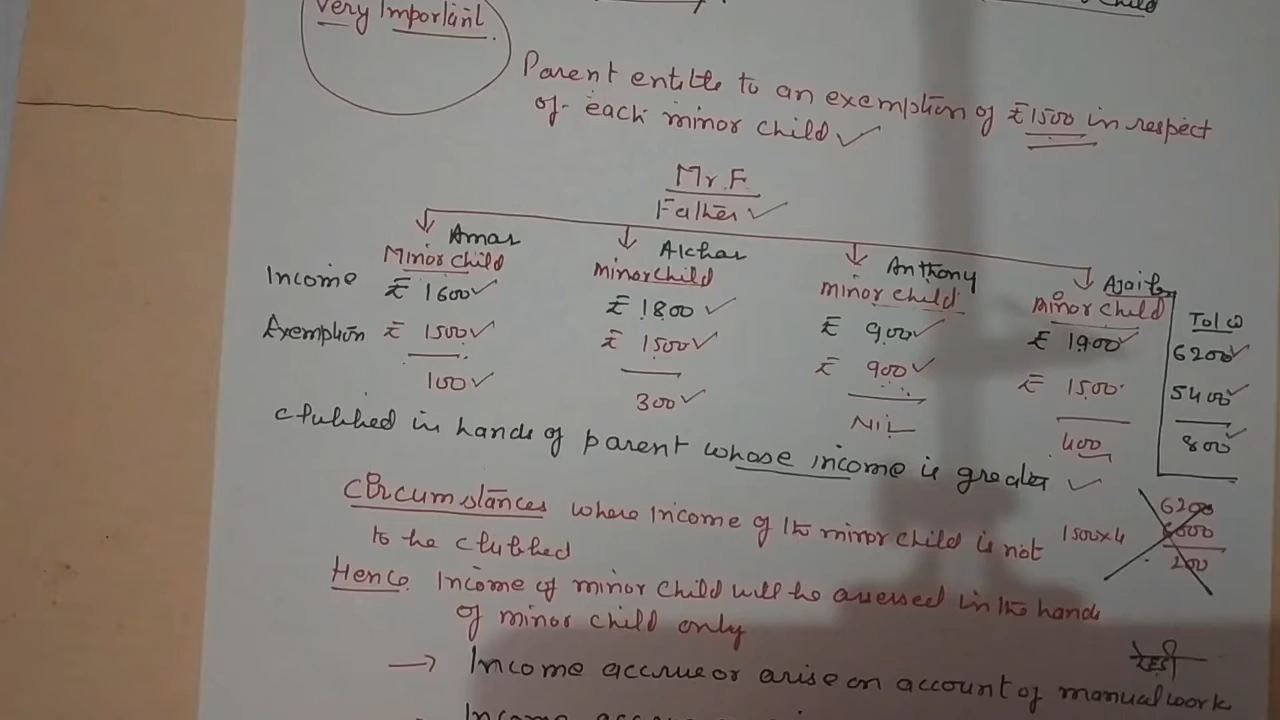 Very Important.
Child
Parent entitle to an exemption of ₹1500 in respect
of each minor child ✓
Mr. F
Father ✓
Amar Akbar Anthony
minor child minor child minor child minor child Total
Income ₹ 1600✓ ₹ 1800✓ ₹ 900✓ ₹ 1900✓ 6200✓
Exemption ₹ 1500✓ ₹ 1500✓ ₹ 900✓ ₹ 1500 5400✓
100✓ 300✓ NIL 400 800✓
Clubbed in hands of parent whose income is greater ✓
Circumstances where income of the minor child is not
to be clubbed
1500x4
6200
6000
200
Hence Income of minor child will be assessed in the hands
of minor child only
→ Income accrue or arise on account of manual work